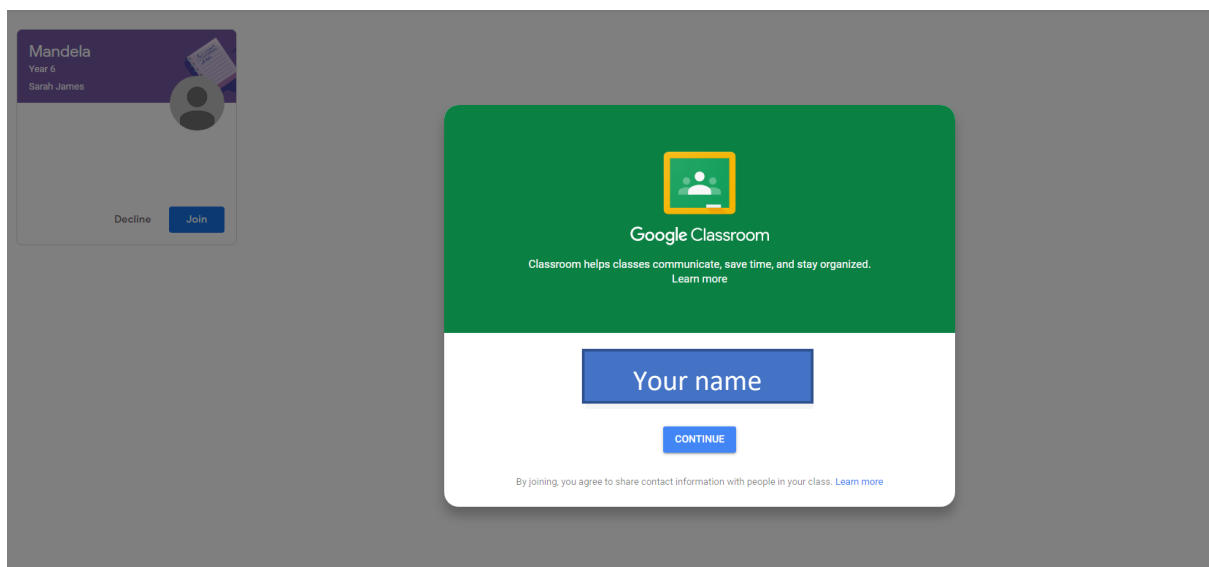 Mandela
Year 6
Sarah James
Decline
Join
Google Classroom
Classroom helps classes communicate, save time, and stay organized.
Learn more
Your name
CONTINUE
By joining, you agree to share contact information with people in your class. Learn more